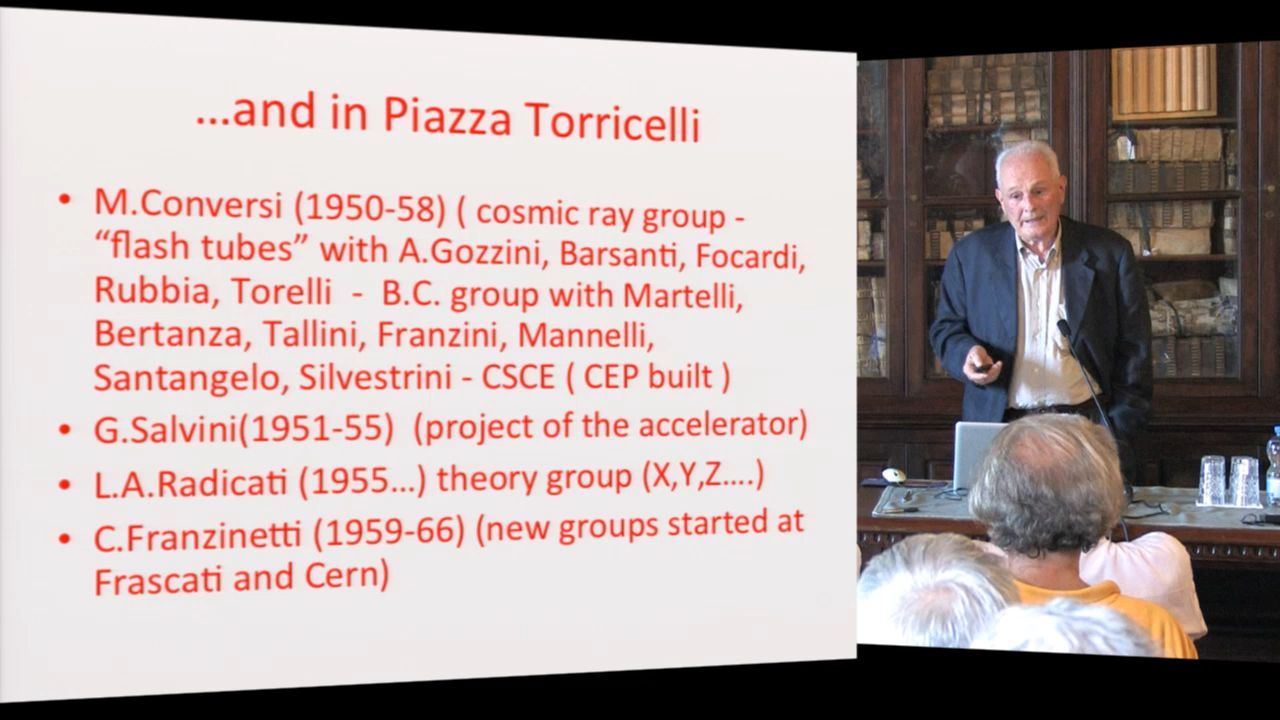 ...and in Piazza Torricelli
• M.Conversi (1950-58) ( cosmic ray group -
“flash tubes” with A.Gozzini, Barsanti, Focardi,
Rubbia, Torelli - B.C. group with Martelli,
Bertanza, Tallini, Franzini, Mannelli,
Santangelo, Silvestrini - CSCE ( CEP built )
• G.Salvini(1951-55) (project of the accelerator)
• L.A.Radicati (1955...) theory group (X,Y,Z....)
• C.Franzinetti (1959-66) (new groups started at
Frascati and Cern)